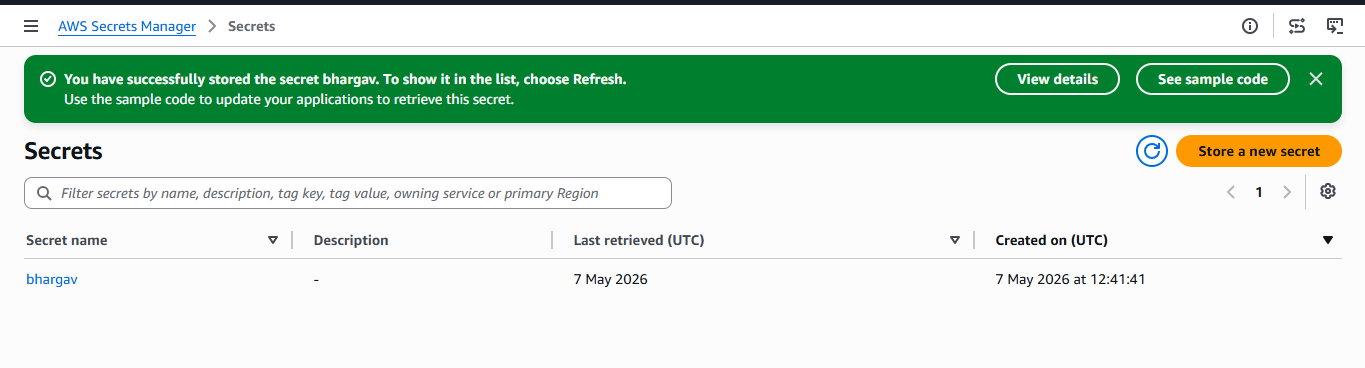 AWS Secrets Manager > Secrets
You have successfully stored the secret bhargav. To show it in the list, choose Refresh.
Use the sample code to update your applications to retrieve this secret.
View details
See sample code
Secrets
Store a new secret
Filter secrets by name, description, tag key, tag value, owning service or primary Region
1
Secret name Description Last retrieved (UTC) Created on (UTC)
bhargav - 7 May 2026 7 May 2026 at 12:41:41